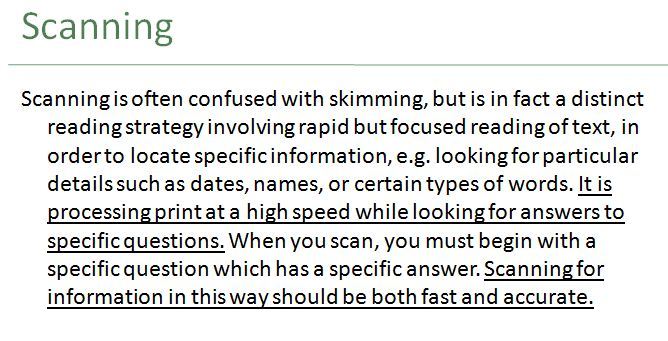 Scanning
Scanning is often confused with skimming, but is in fact a distinct
reading strategy involving rapid but focused reading of text, in
order to locate specific information, e.g. looking for particular
details such as dates, names, or certain types of words. It is
processing print at a high speed while looking for answers to
specific questions. When you scan, you must begin with a
specific question which has a specific answer. Scanning for
information in this way should be both fast and accurate.